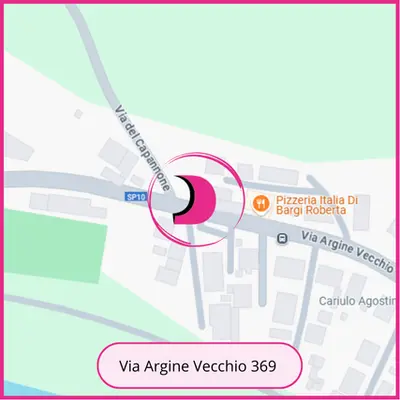 Via del Capannone
SP10
Pizzeria Italia Di
Bargi Roberta
Via Argine Vecchio
Cariulo Agostin
Via Argine Vecchio 369